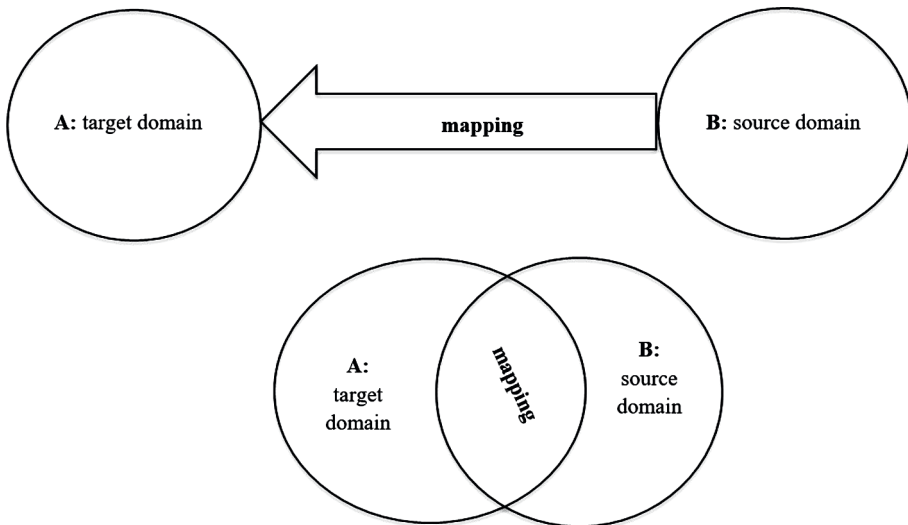 A: target domain
mapping
B: source domain
A:
target
domain
mapping
B:
source
domain